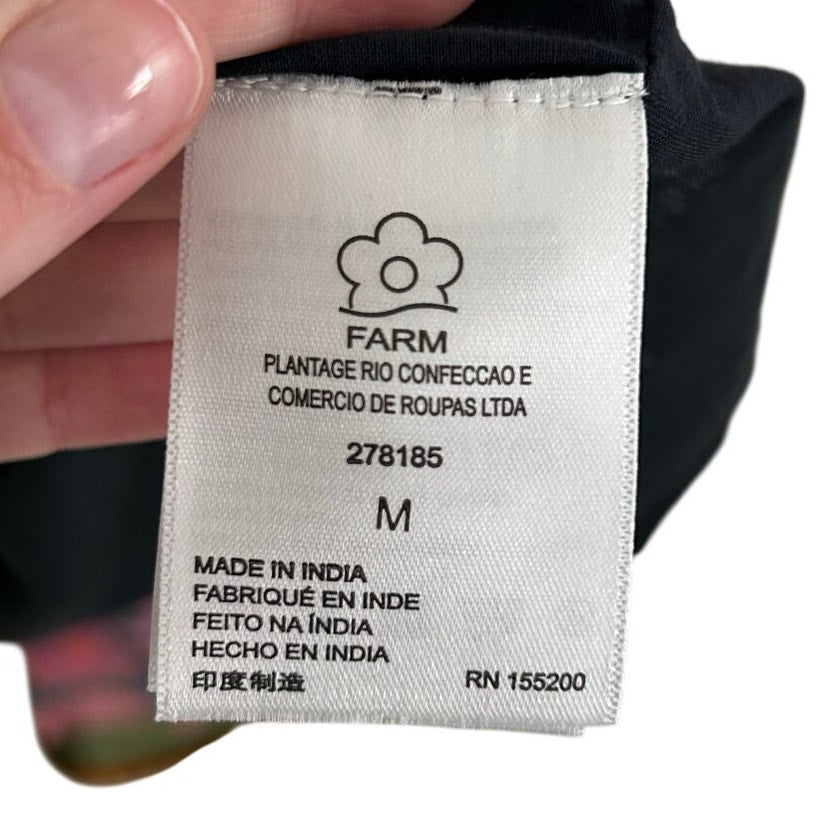 FARM
PLANTAGE RIO CONFECCAO E
COMERCIO DE ROUPAS LTDA
278185
M
MADE IN INDIA
FABRIQUÉ EN INDE
FEITO NA ÍNDIA
HECHO EN INDIA
印度制造
RN 155200